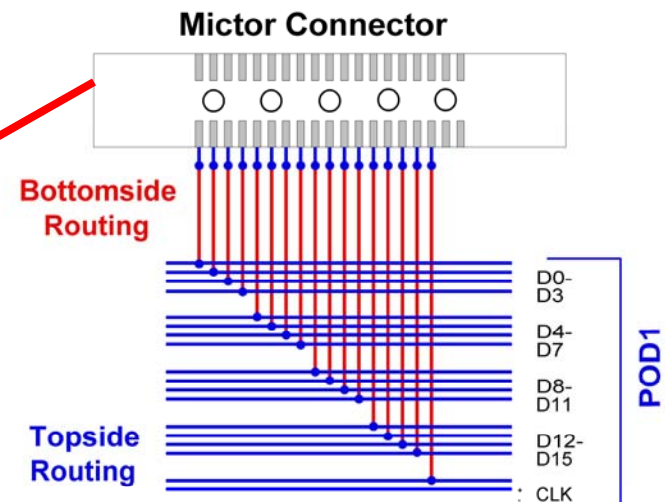 Mictor Connector
Bottomside
Routing
D0-
D3
D4-
D7
POD1
D8-
D11
Topside
Routing
D12-
D15
: CLK